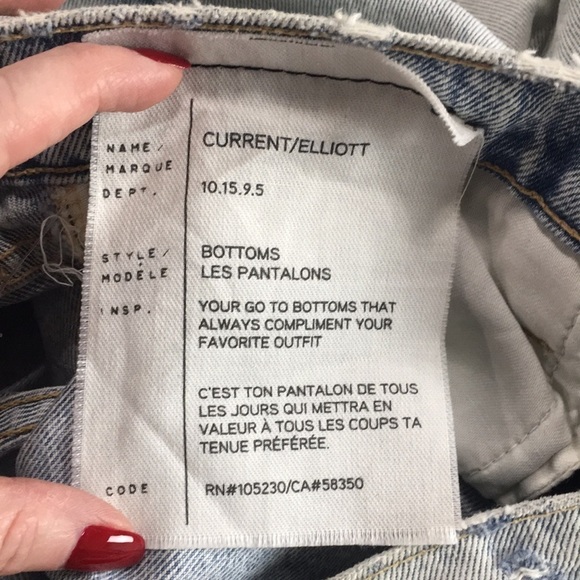 NAME/ CURRENT/ELLIOTT
MARQUE
DEPT. 10.15.9.5
STYLE/ BOTTOMS
MODÈLE LES PANTALONS
INSP. YOUR GO TO BOTTOMS THAT
ALWAYS COMPLIMENT YOUR
FAVORITE OUTFIT
C'EST TON PANTALON DE TOUS
LES JOURS QUI METTRA EN
VALEUR À TOUS LES COUPS TA
TENUE PRÉFÉRÉE.
CODE RN#105230/CA#58350